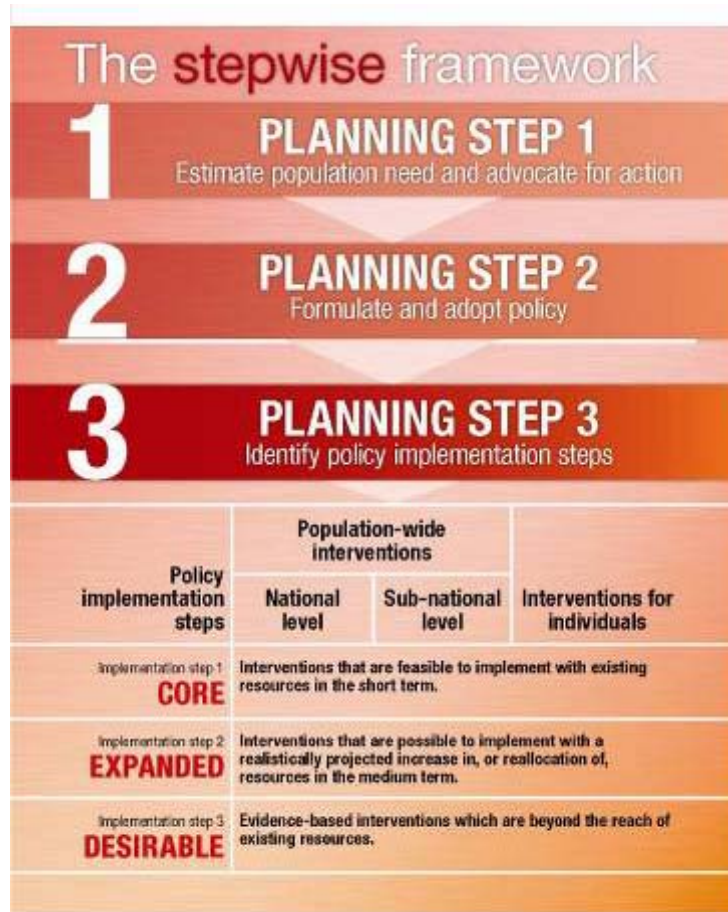 The stepwise framework
1
PLANNING STEP 1
Estimate population need and advocate for action
2
PLANNING STEP 2
Formulate and adopt policy
3
PLANNING STEP 3
Identify policy implementation steps
Population-wide
interventions
Policy
implementation
steps
National
level
Sub-national
level
Interventions for
individuals
Implementation step 1
CORE
Interventions that are feasible to implement with existing
resources in the short term.
Implementation step 2
EXPANDED
Interventions that are possible to implement with a
realistically projected increase in, or reallocation of,
resources in the medium term.
Implementation step 3
DESIRABLE
Evidence-based interventions which are beyond the reach of
existing resources.